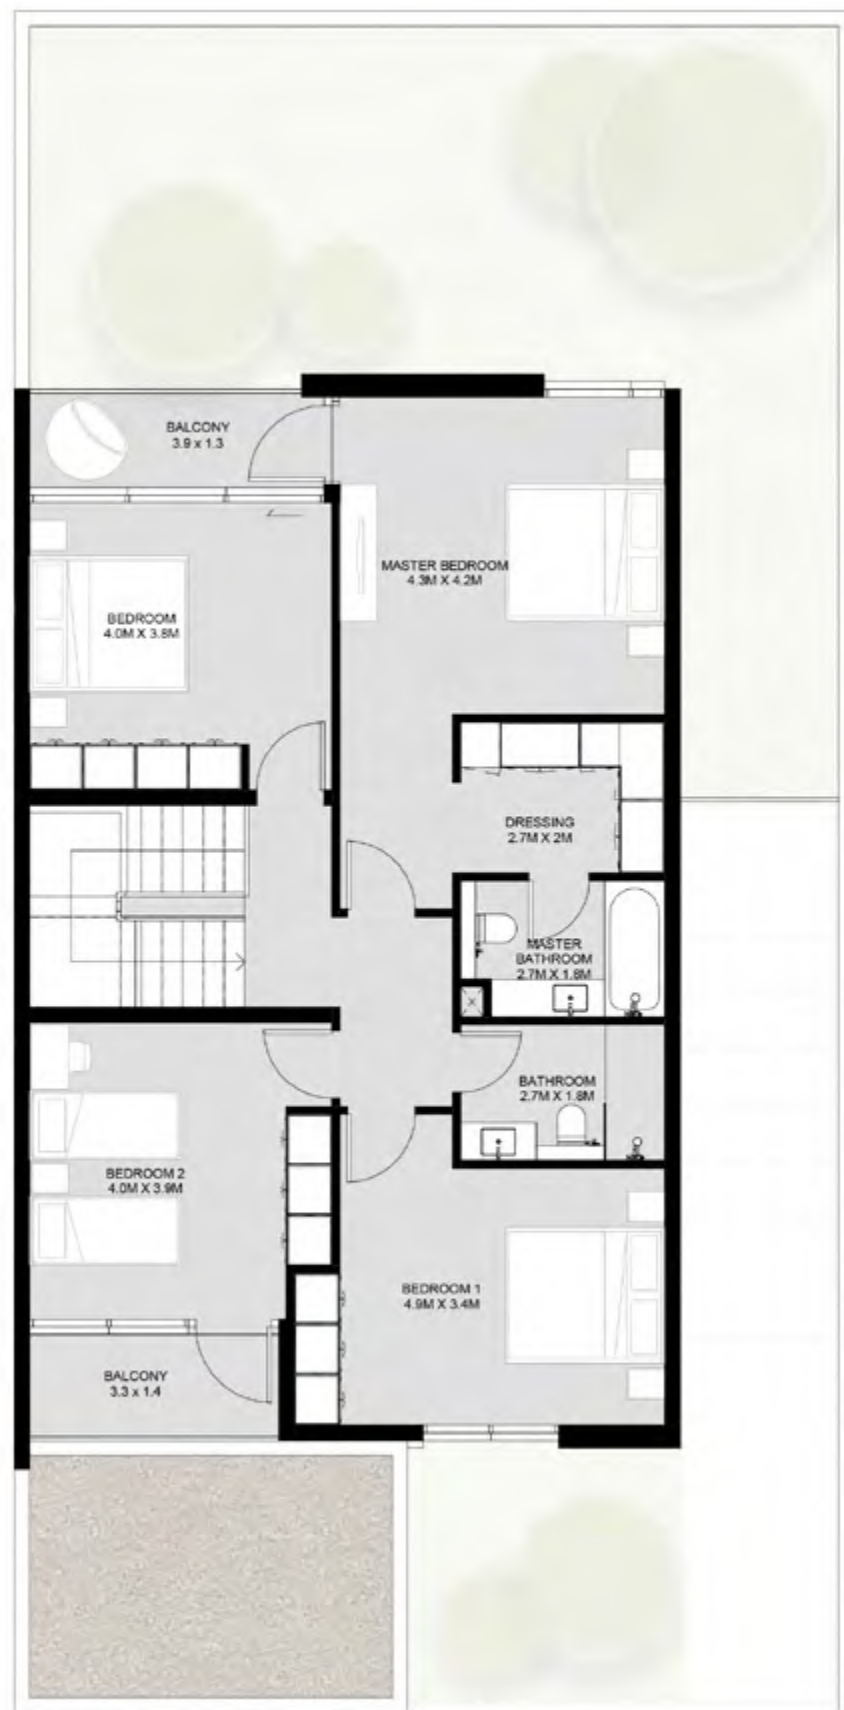 BALCONY
3.9 x 1.3
MASTER BEDROOM
4.3M X 4.2M
BEDROOM
4.0M X 3.8M
DRESSING
2.7M X 2M
MASTER
BATHROOM
2.7M X 1.8M
BATHROOM
2.7M X 1.8M
BEDROOM 2
4.0M X 3.9M
BEDROOM 1
4.9M X 3.4M
BALCONY
3.3 x 1.4